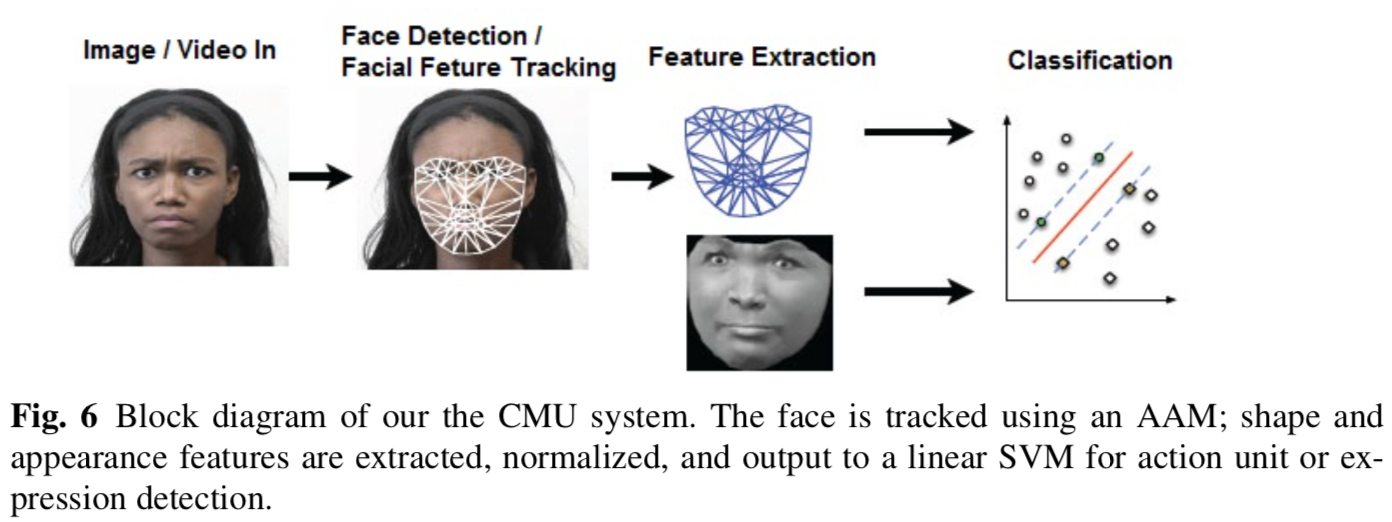 Image / Video In
Face Detection /
Facial Feture Tracking
Feature Extraction
Classification
Fig. 6 Block diagram of our the CMU system. The face is tracked using an AAM; shape and
appearance features are extracted, normalized, and output to a linear SVM for action unit or ex-
pression detection.